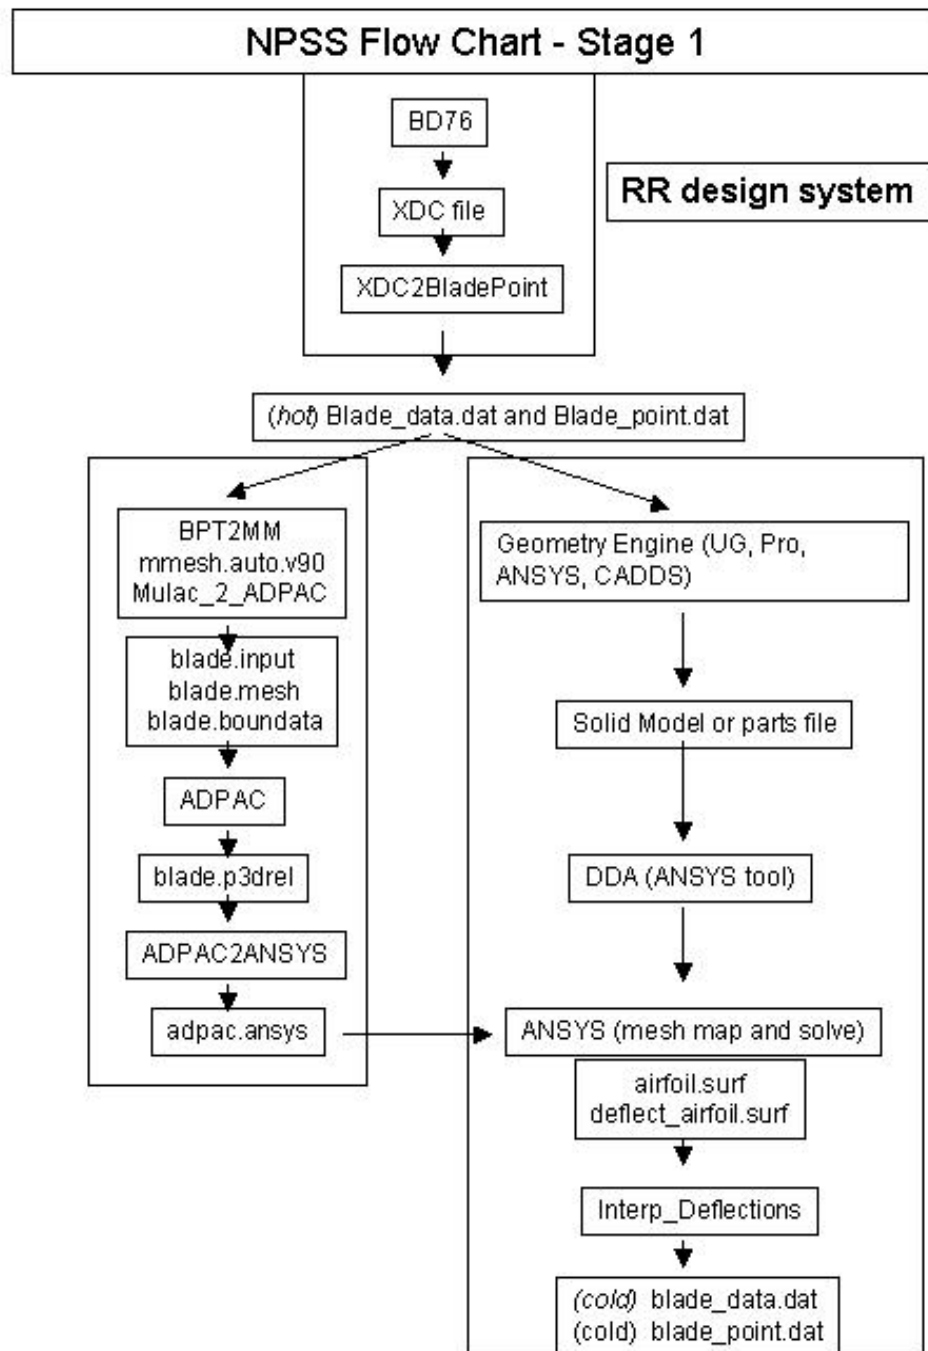 NPSS Flow Chart - Stage 1
BD76
XDC file
RR design system
XDC2BladePoint
(hot) Blade_data.dat and Blade_point.dat
BPT2MM
mmesh.auto.v90
Mulac_2_ADPAC
blade.input
blade.mesh
blade.boundata
ADPAC
blade.p3drel
ADPAC2ANSYS
adpac.ansys
Geometry Engine (UG, Pro,
ANSYS, CADDS)
Solid Model or parts file
DDA (ANSYS tool)
ANSYS (mesh map and solve)
airfoil.surf
deflect_airfoil.surf
Interp_Deflections
(cold) blade_data.dat
(cold) blade_point.dat